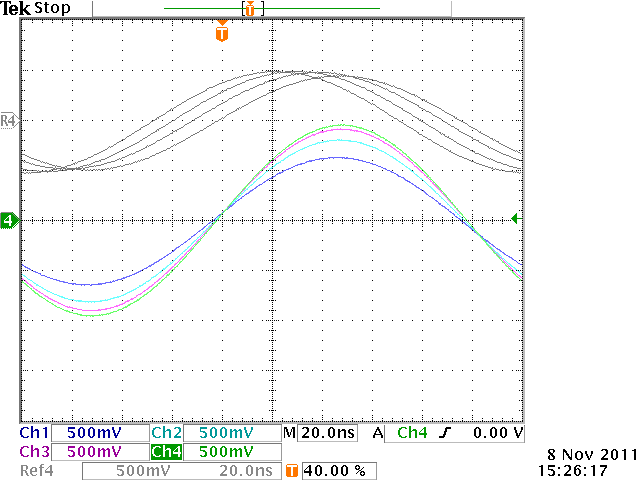 Tek Stop
T
T
R4
4
Ch1 500mV Ch2 500mV M 20.0ns A Ch4 0.00 V
Ch3 500mV Ch4 500mV
Ref4 500mV 20.0ns T 40.00 %
8 Nov 2011
15:26:17